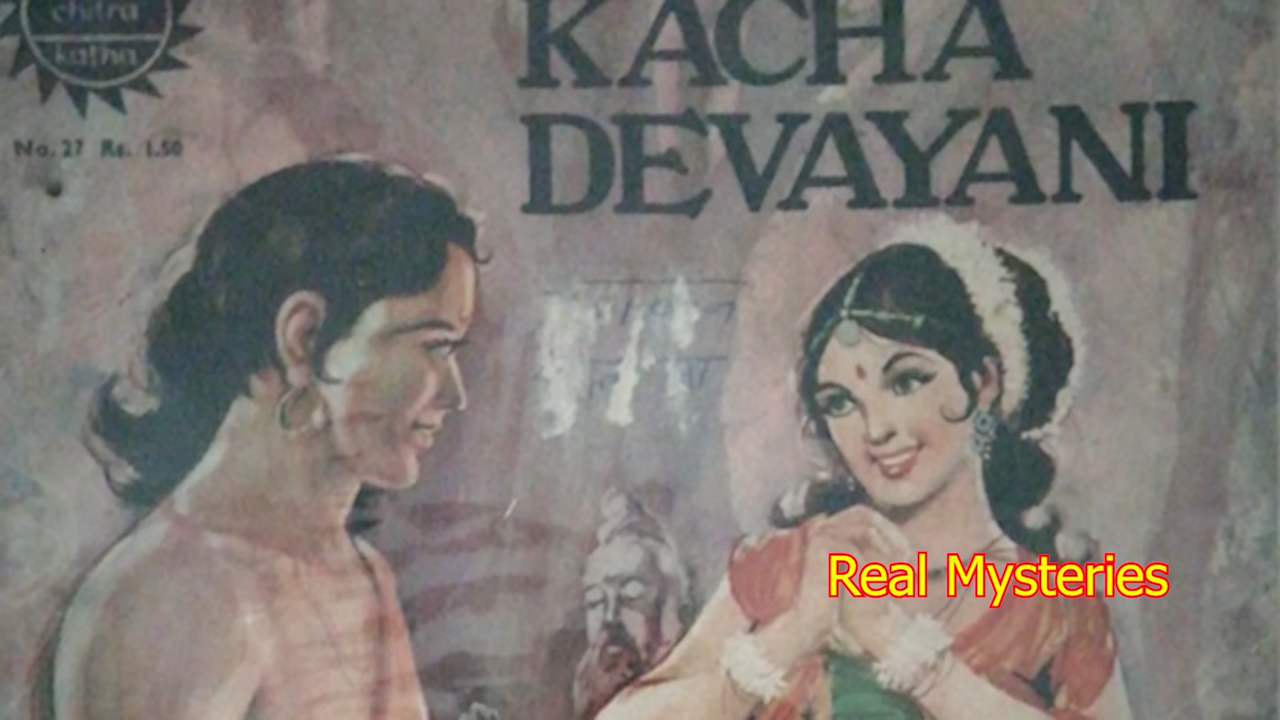 chitra
katha
No. 27 Rs. 1.50
KACHA
DEVAYANI
Real Mysteries